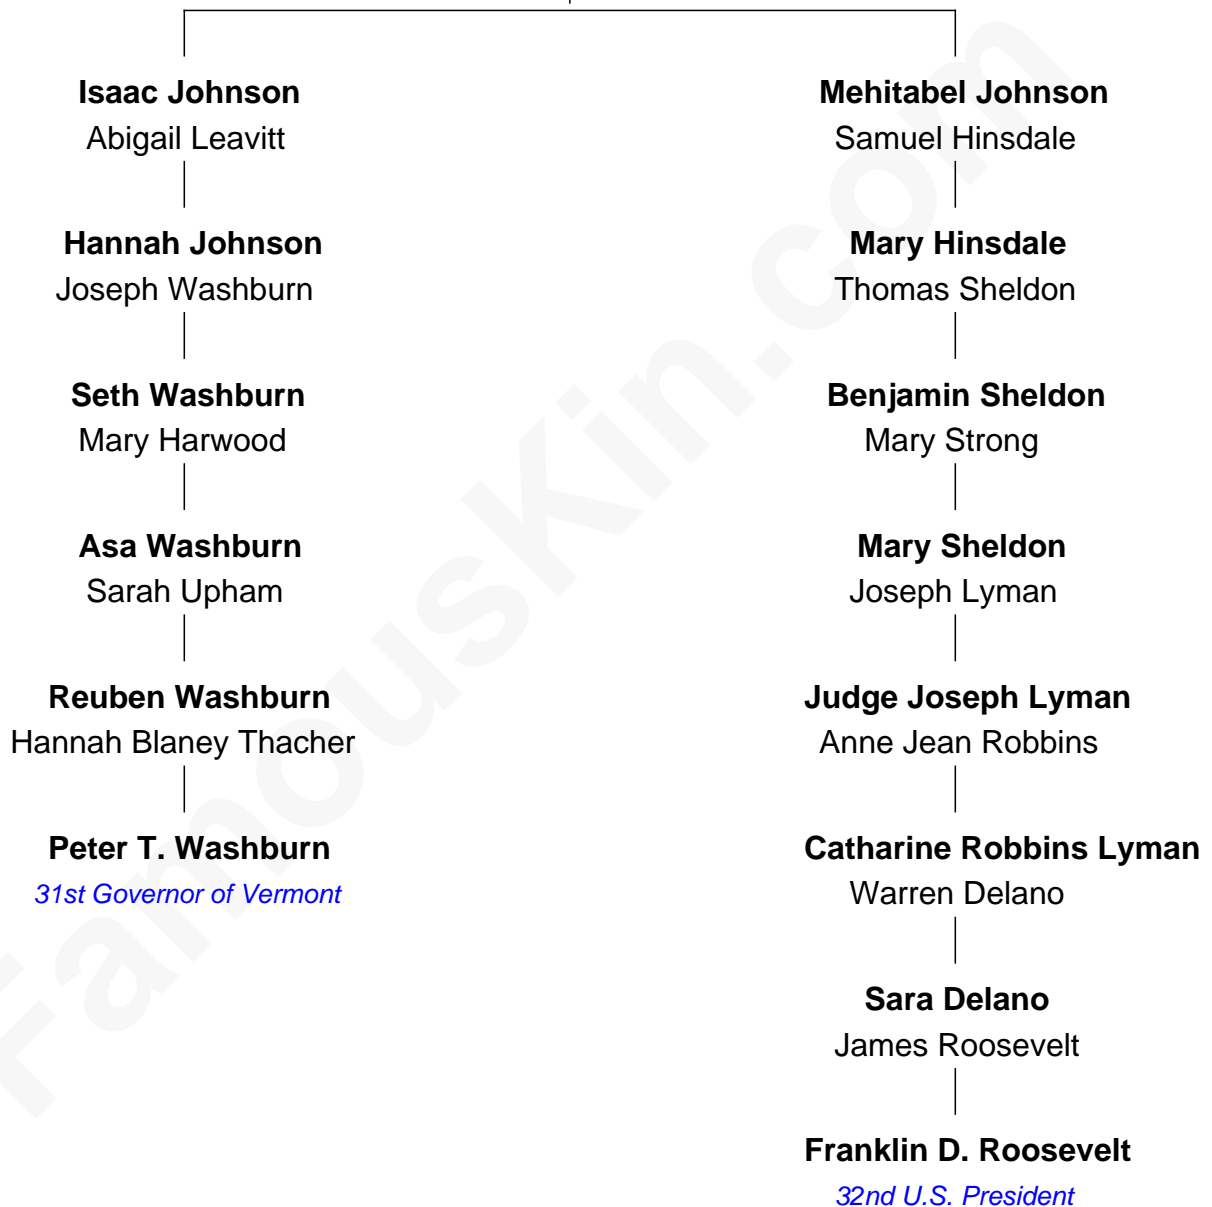 Isaac Johnson
Abigail Leavitt
Hannah Johnson
Joseph Washburn
Seth Washburn
Mary Harwood
Asa Washburn
Sarah Upham
Reuben Washburn
Hannah Blaney Thacher
Peter T. Washburn
31st Governor of Vermont
Mehitabel Johnson
Samuel Hinsdale
Mary Hinsdale
Thomas Sheldon
Benjamin Sheldon
Mary Strong
Mary Sheldon
Joseph Lyman
Judge Joseph Lyman
Anne Jean Robbins
Catharine Robbins Lyman
Warren Delano
Sara Delano
James Roosevelt
Franklin D. Roosevelt
32nd U.S. President
FamousKin.com